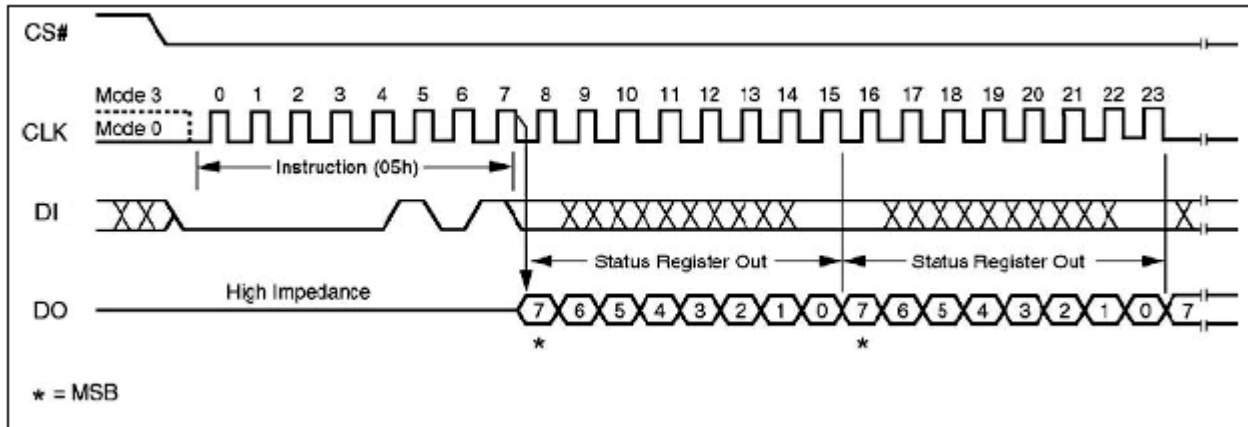 CS#
Mode 3 0 1 2 3 4 5 6 7 8 9 10 11 12 13 14 15 16 17 18 19 20 21 22 23
CLK Mode 0
Instruction (05h)
DI
Status Register Out Status Register Out
High Impedance
DO 7 6 5 4 3 2 1 0 7 6 5 4 3 2 1 0 7
* *
* = MSB